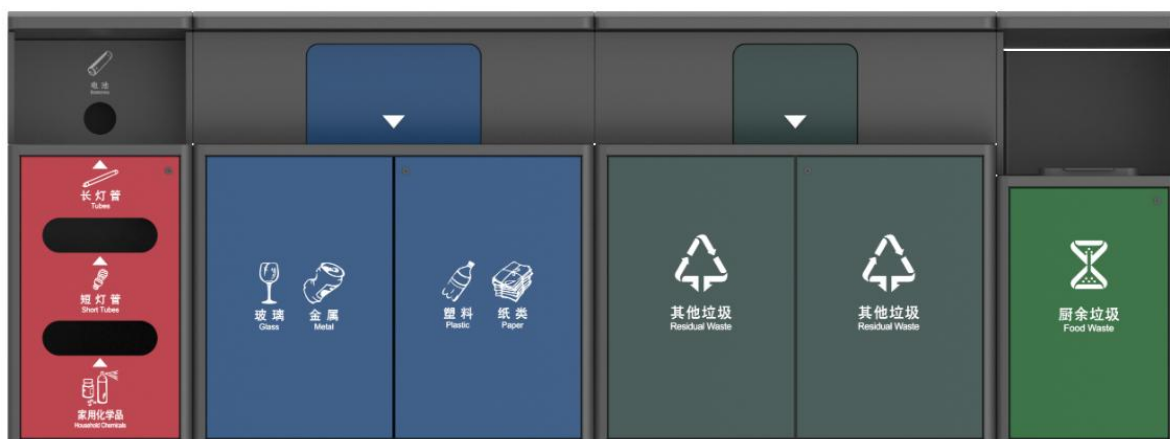 电池
Batteries
长灯管
Tubes
短灯管
Short Tubes
家用化学品
Household Chemicals
玻璃
Glass
金属
Metal
塑料
Plastic
纸类
Paper
其他垃圾
Residual Waste
其他垃圾
Residual Waste
厨余垃圾
Food Waste